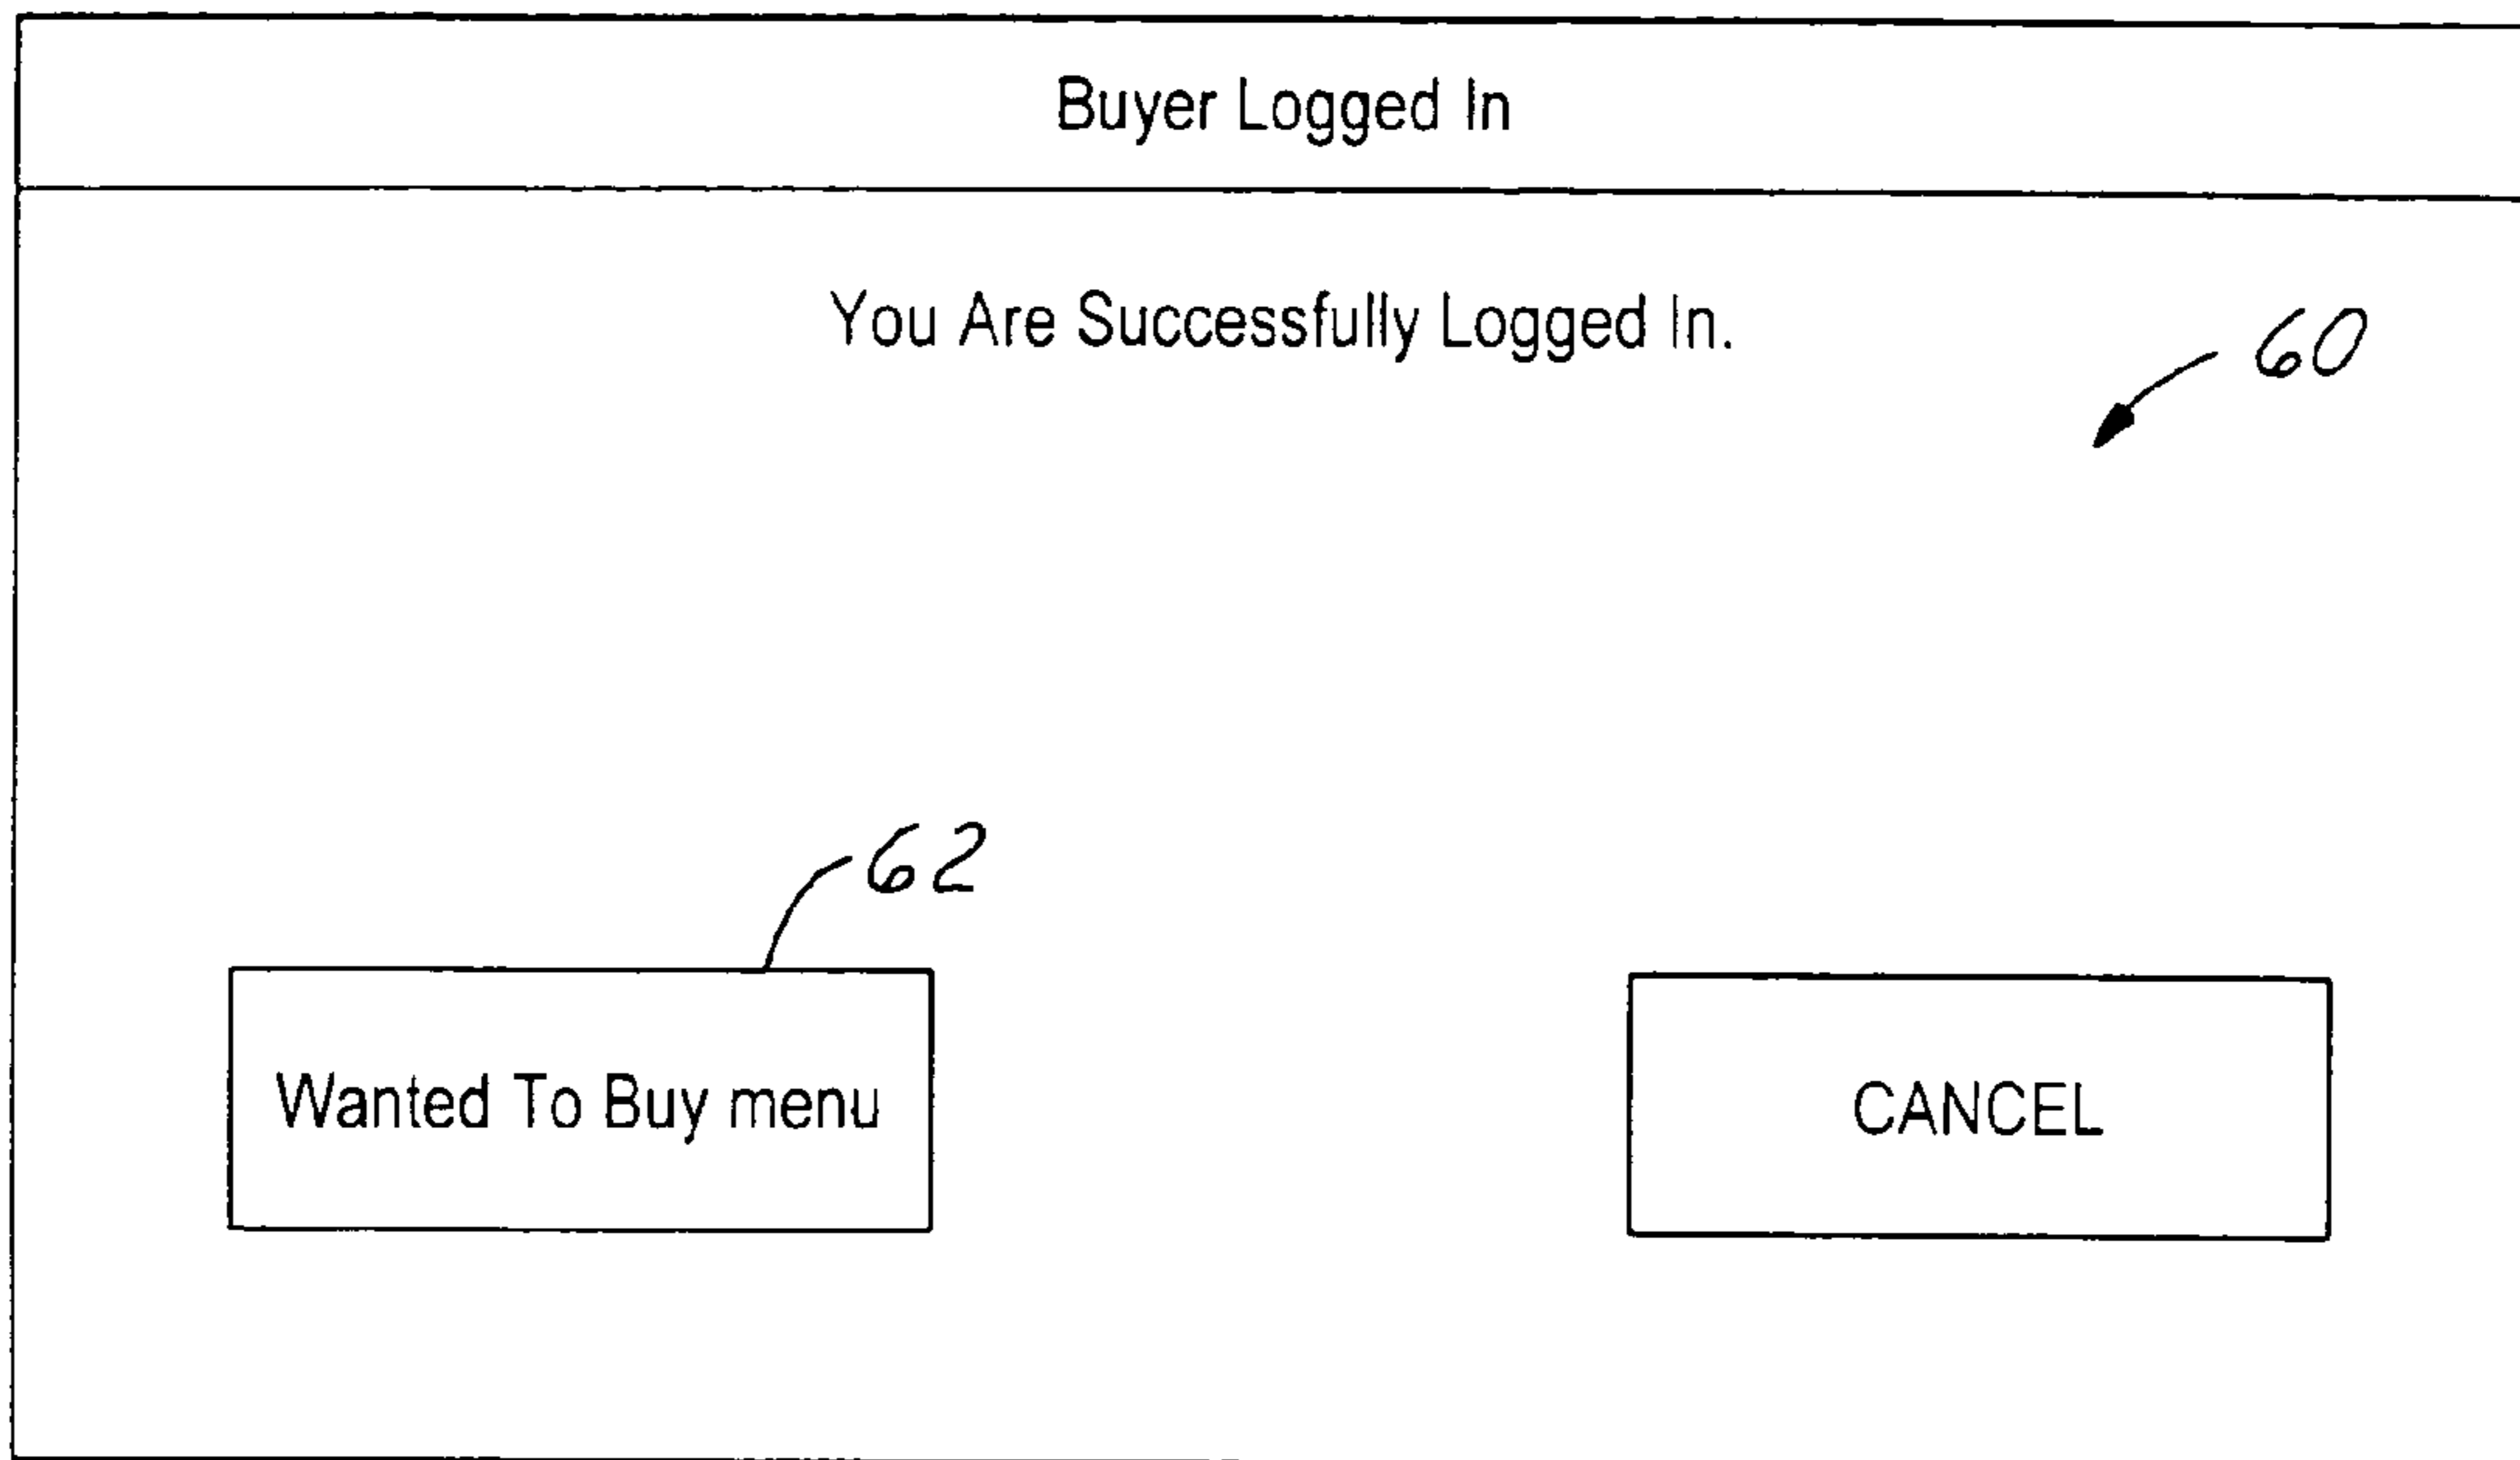 Buyer Logged In
You Are Successfully Logged In.
60
62
Wanted To Buy menu
CANCEL